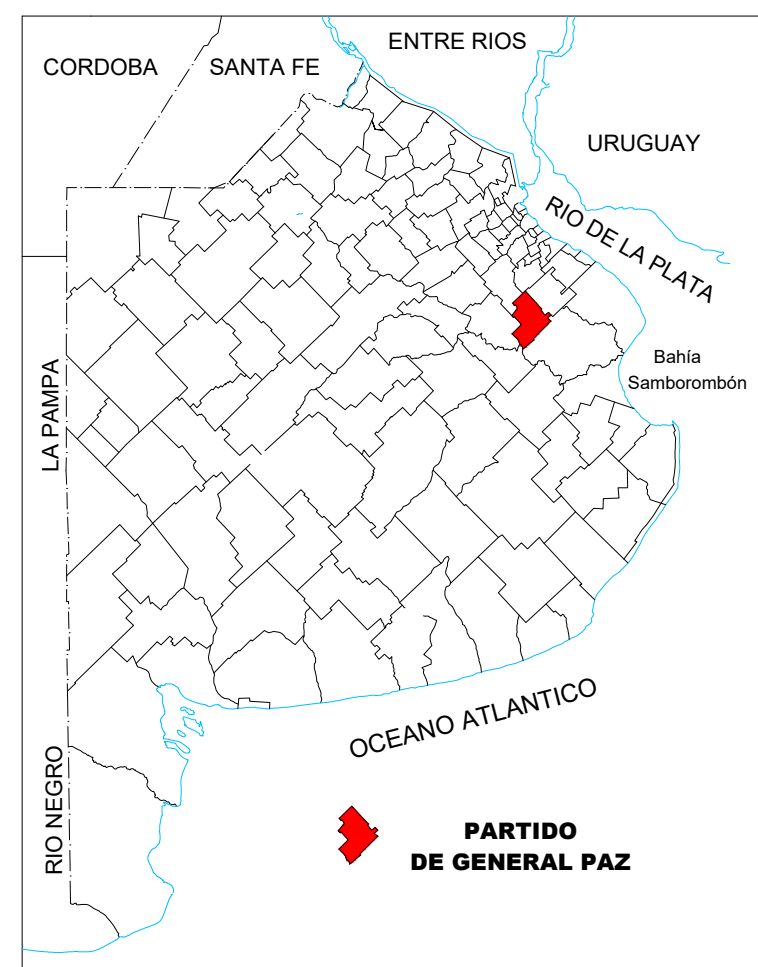 ENTRE RIOS
CORDOBA
SANTA FE
URUGUAY
RIO DE LA PLATA
Bahía
Samborombón
LA PAMPA
OCEANO ATLANTICO
RIO NEGRO
PARTIDO
DE GENERAL PAZ